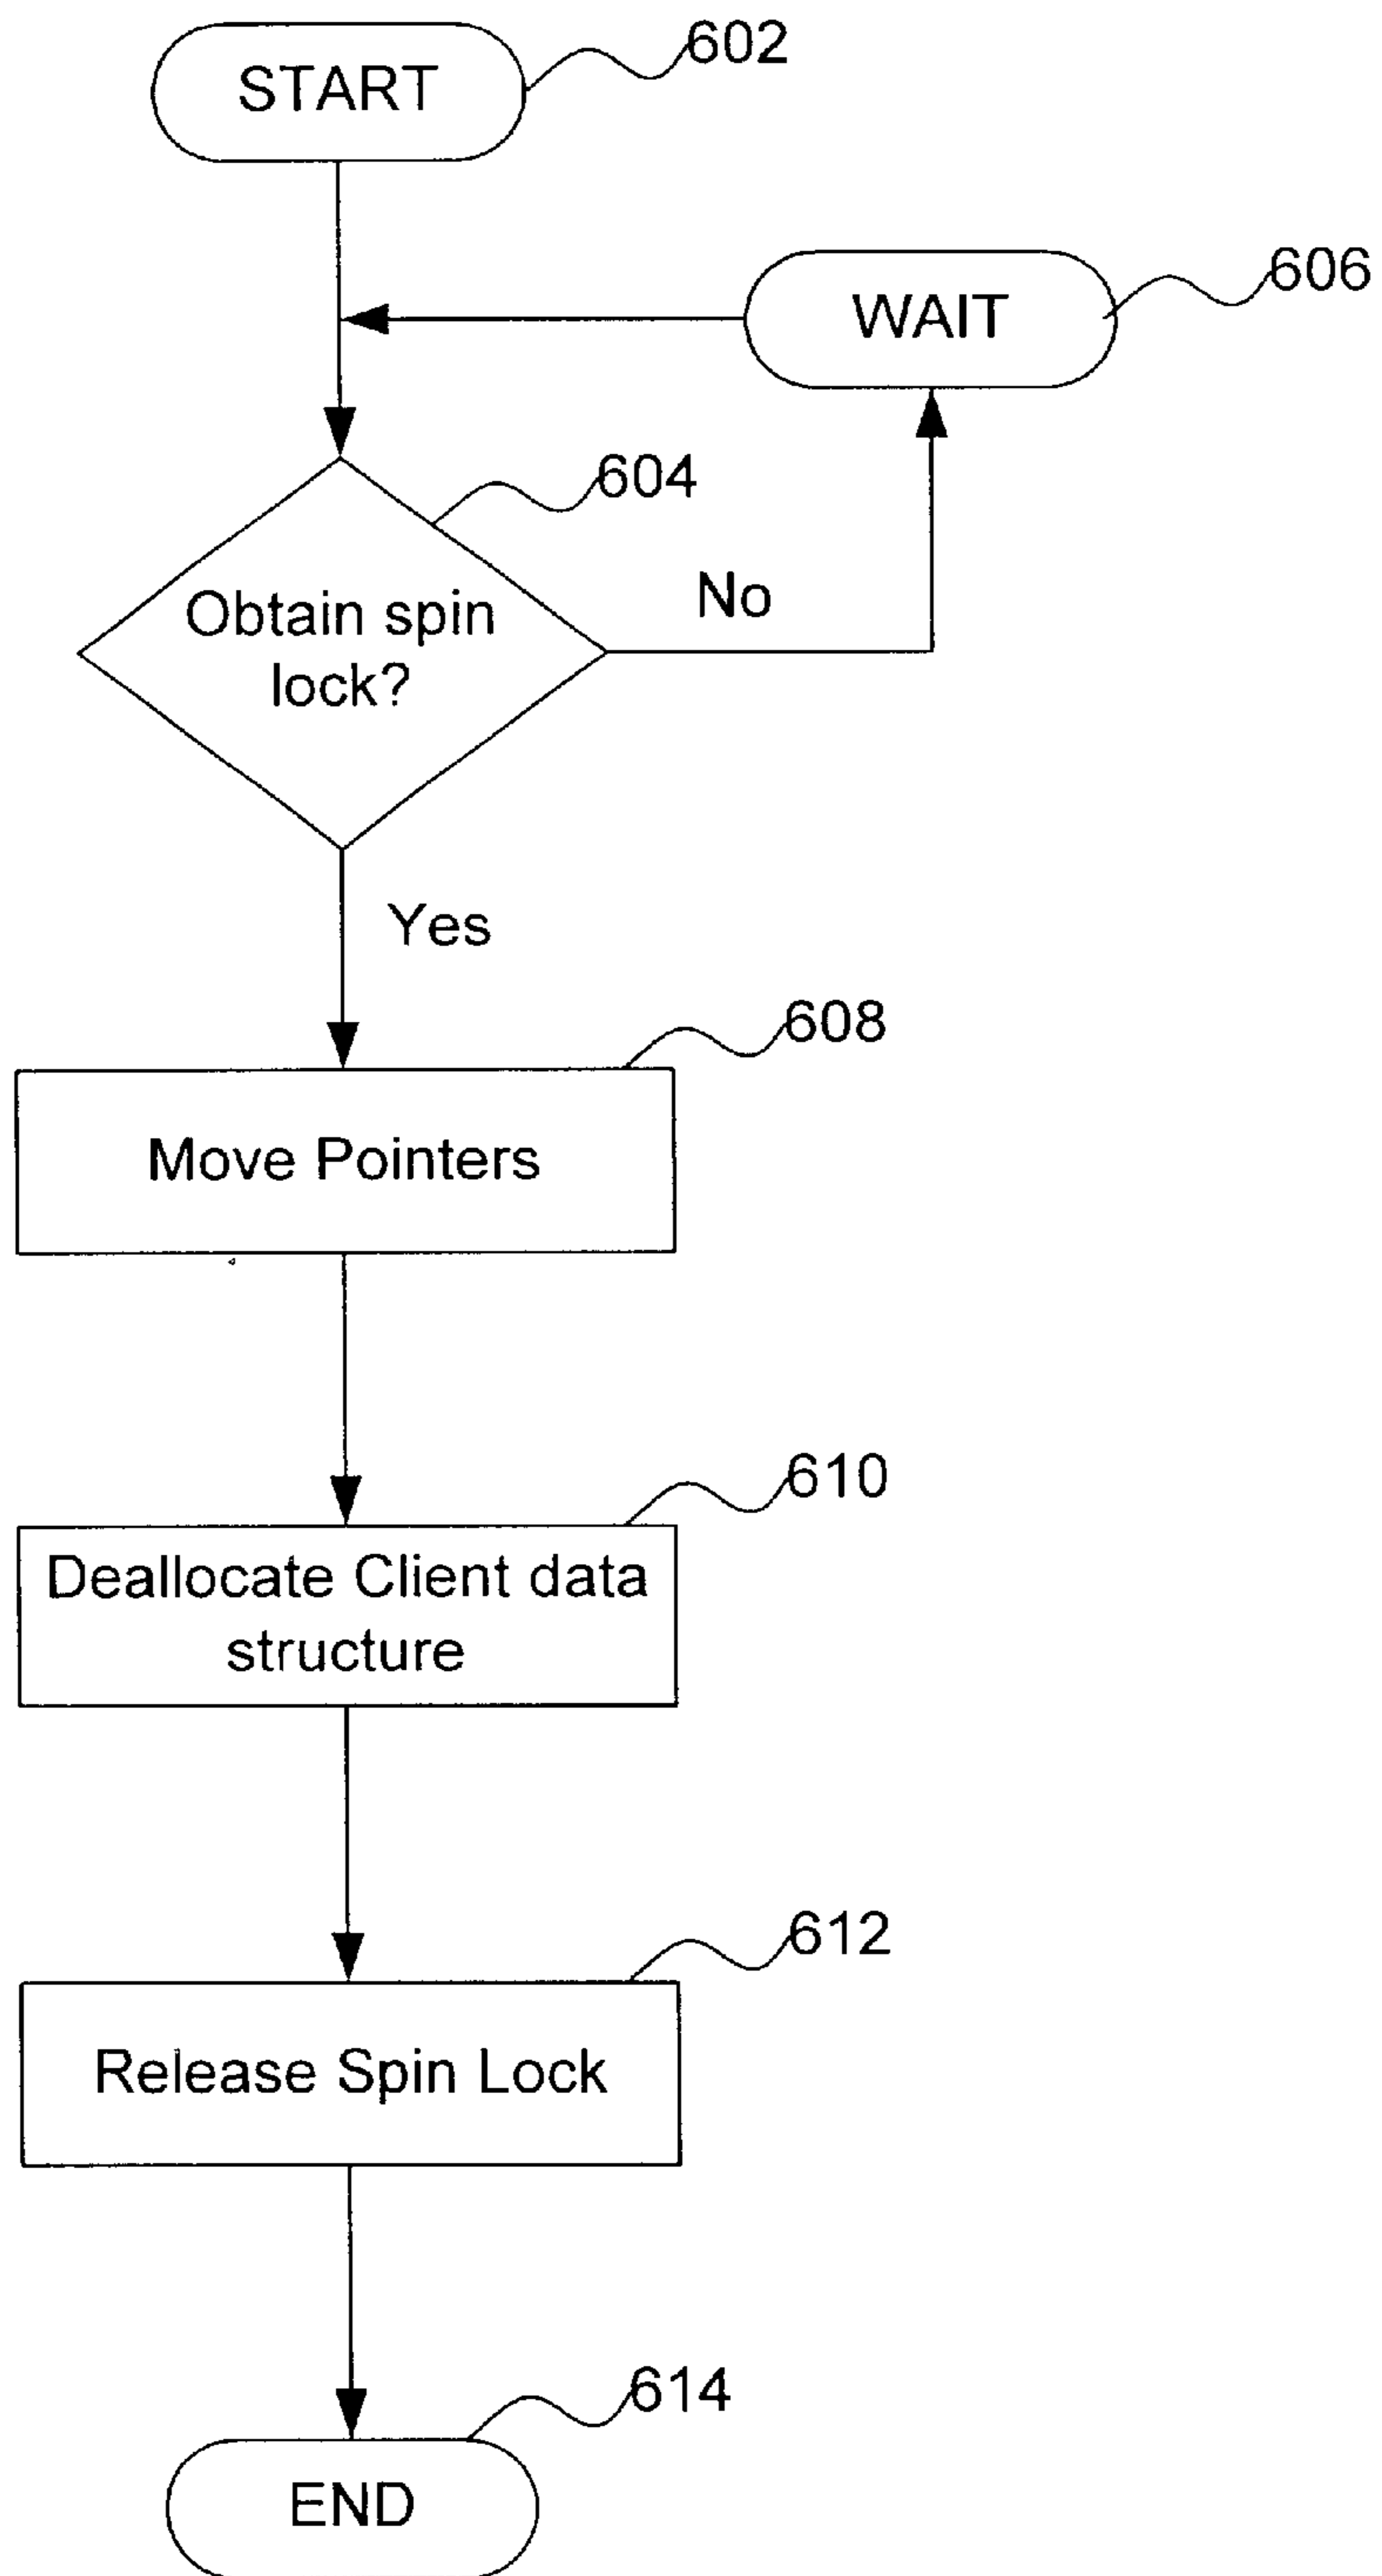 START
602
WAIT
606
604
Obtain spin
lock?
No
Yes
608
Move Pointers
610
Deallocate Client data
structure
612
Release Spin Lock
614
END